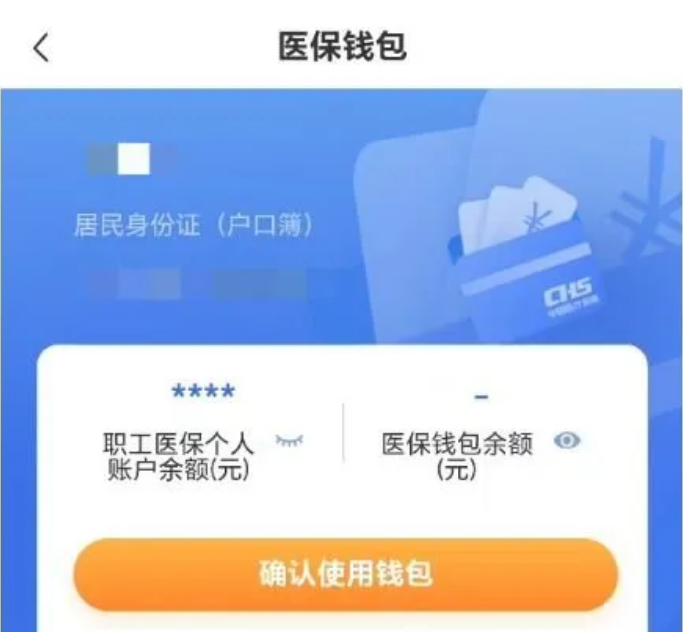 医保钱包
居民身份证（户口簿）
CHS
****
-
职工医保个人
账户余额(元)
医保钱包余额
(元)
确认使用钱包